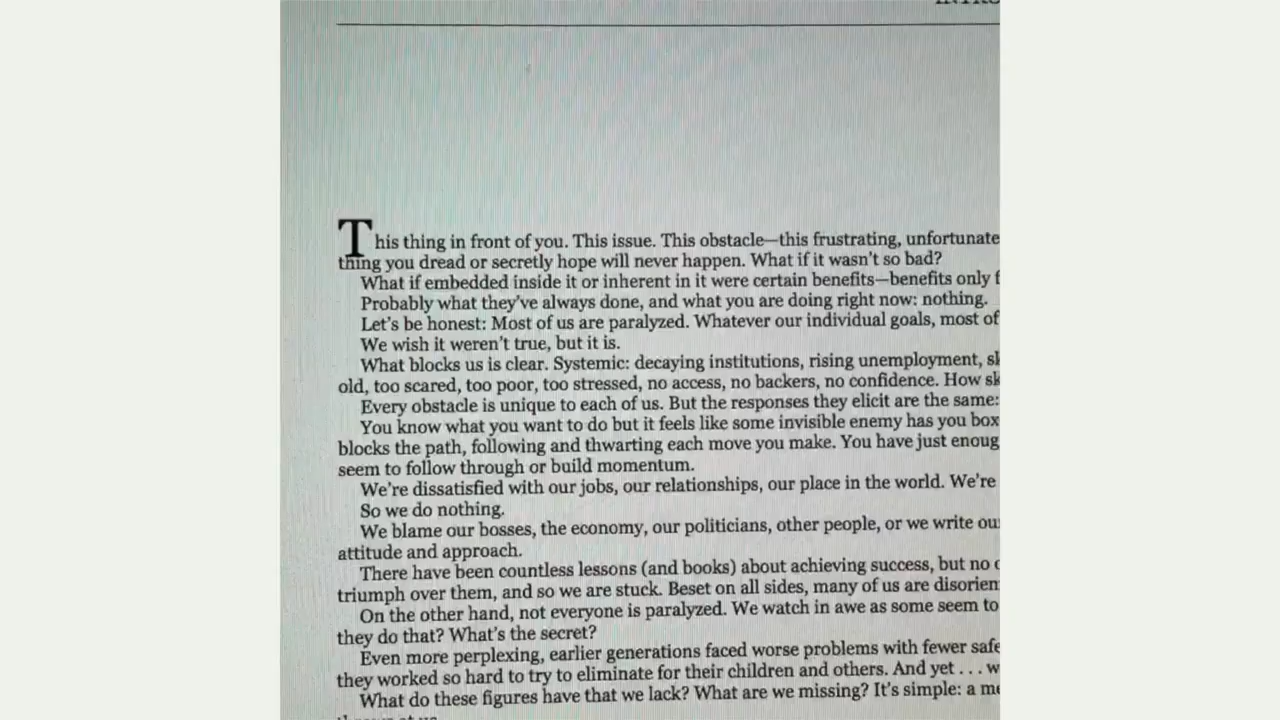 This thing in front of you. This issue. This obstacle—this frustrating, unfortunate
thing you dread or secretly hope will never happen. What if it wasn't so bad?
What if embedded inside it or inherent in it were certain benefits—benefits only
Probably what they've always done, and what you are doing right now: nothing.
Let's be honest: Most of us are paralyzed. Whatever our individual goals, most of
We wish it weren't true, but it is.
What blocks us is clear. Systemic: decaying institutions, rising unemployment,
old, too scared, too poor, too stressed, no access, no backers, no confidence. How
Every obstacle is unique to each of us. But the responses they elicit are the same:
You know what you want to do but it feels like some invisible enemy has you
blocks the path, following and thwarting each move you make. You have just
seem to follow through or build momentum.
We're dissatisfied with our jobs, our relationships, our place in the world. We're
So we do nothing.
We blame our bosses, the economy, our politicians, other people, or we write
attitude and approach.
There have been countless lessons (and books) about achieving success, but no
triumph over them, and so we are stuck. Beset on all sides, many of us are
On the other hand, not everyone is paralyzed. We watch in awe as some seem to
they do that? What's the secret?
Even more perplexing, earlier generations faced worse problems with fewer
they worked so hard to try to eliminate for their children and others. And yet . . .
What do these figures have that we lack? What are we missing? It's simple: a